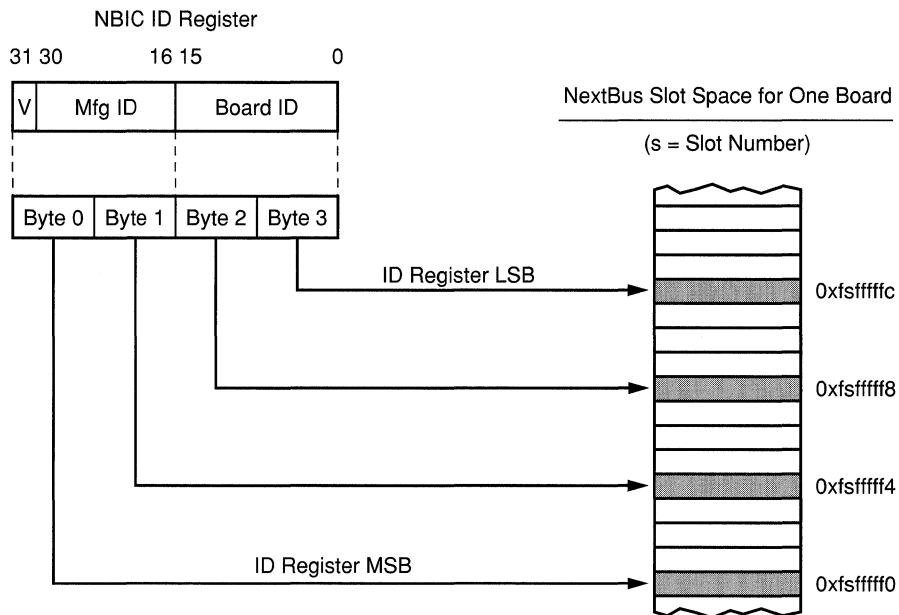 NBIC ID Register
31 30 16 15 0
V Mfg ID Board ID
Byte 0 Byte 1 Byte 2 Byte 3
NextBus Slot Space for One Board
(s = Slot Number)
ID Register LSB
0xfsfffffc
0xfsfffff8
0xfsfffff4
ID Register MSB
0xfsfffff0